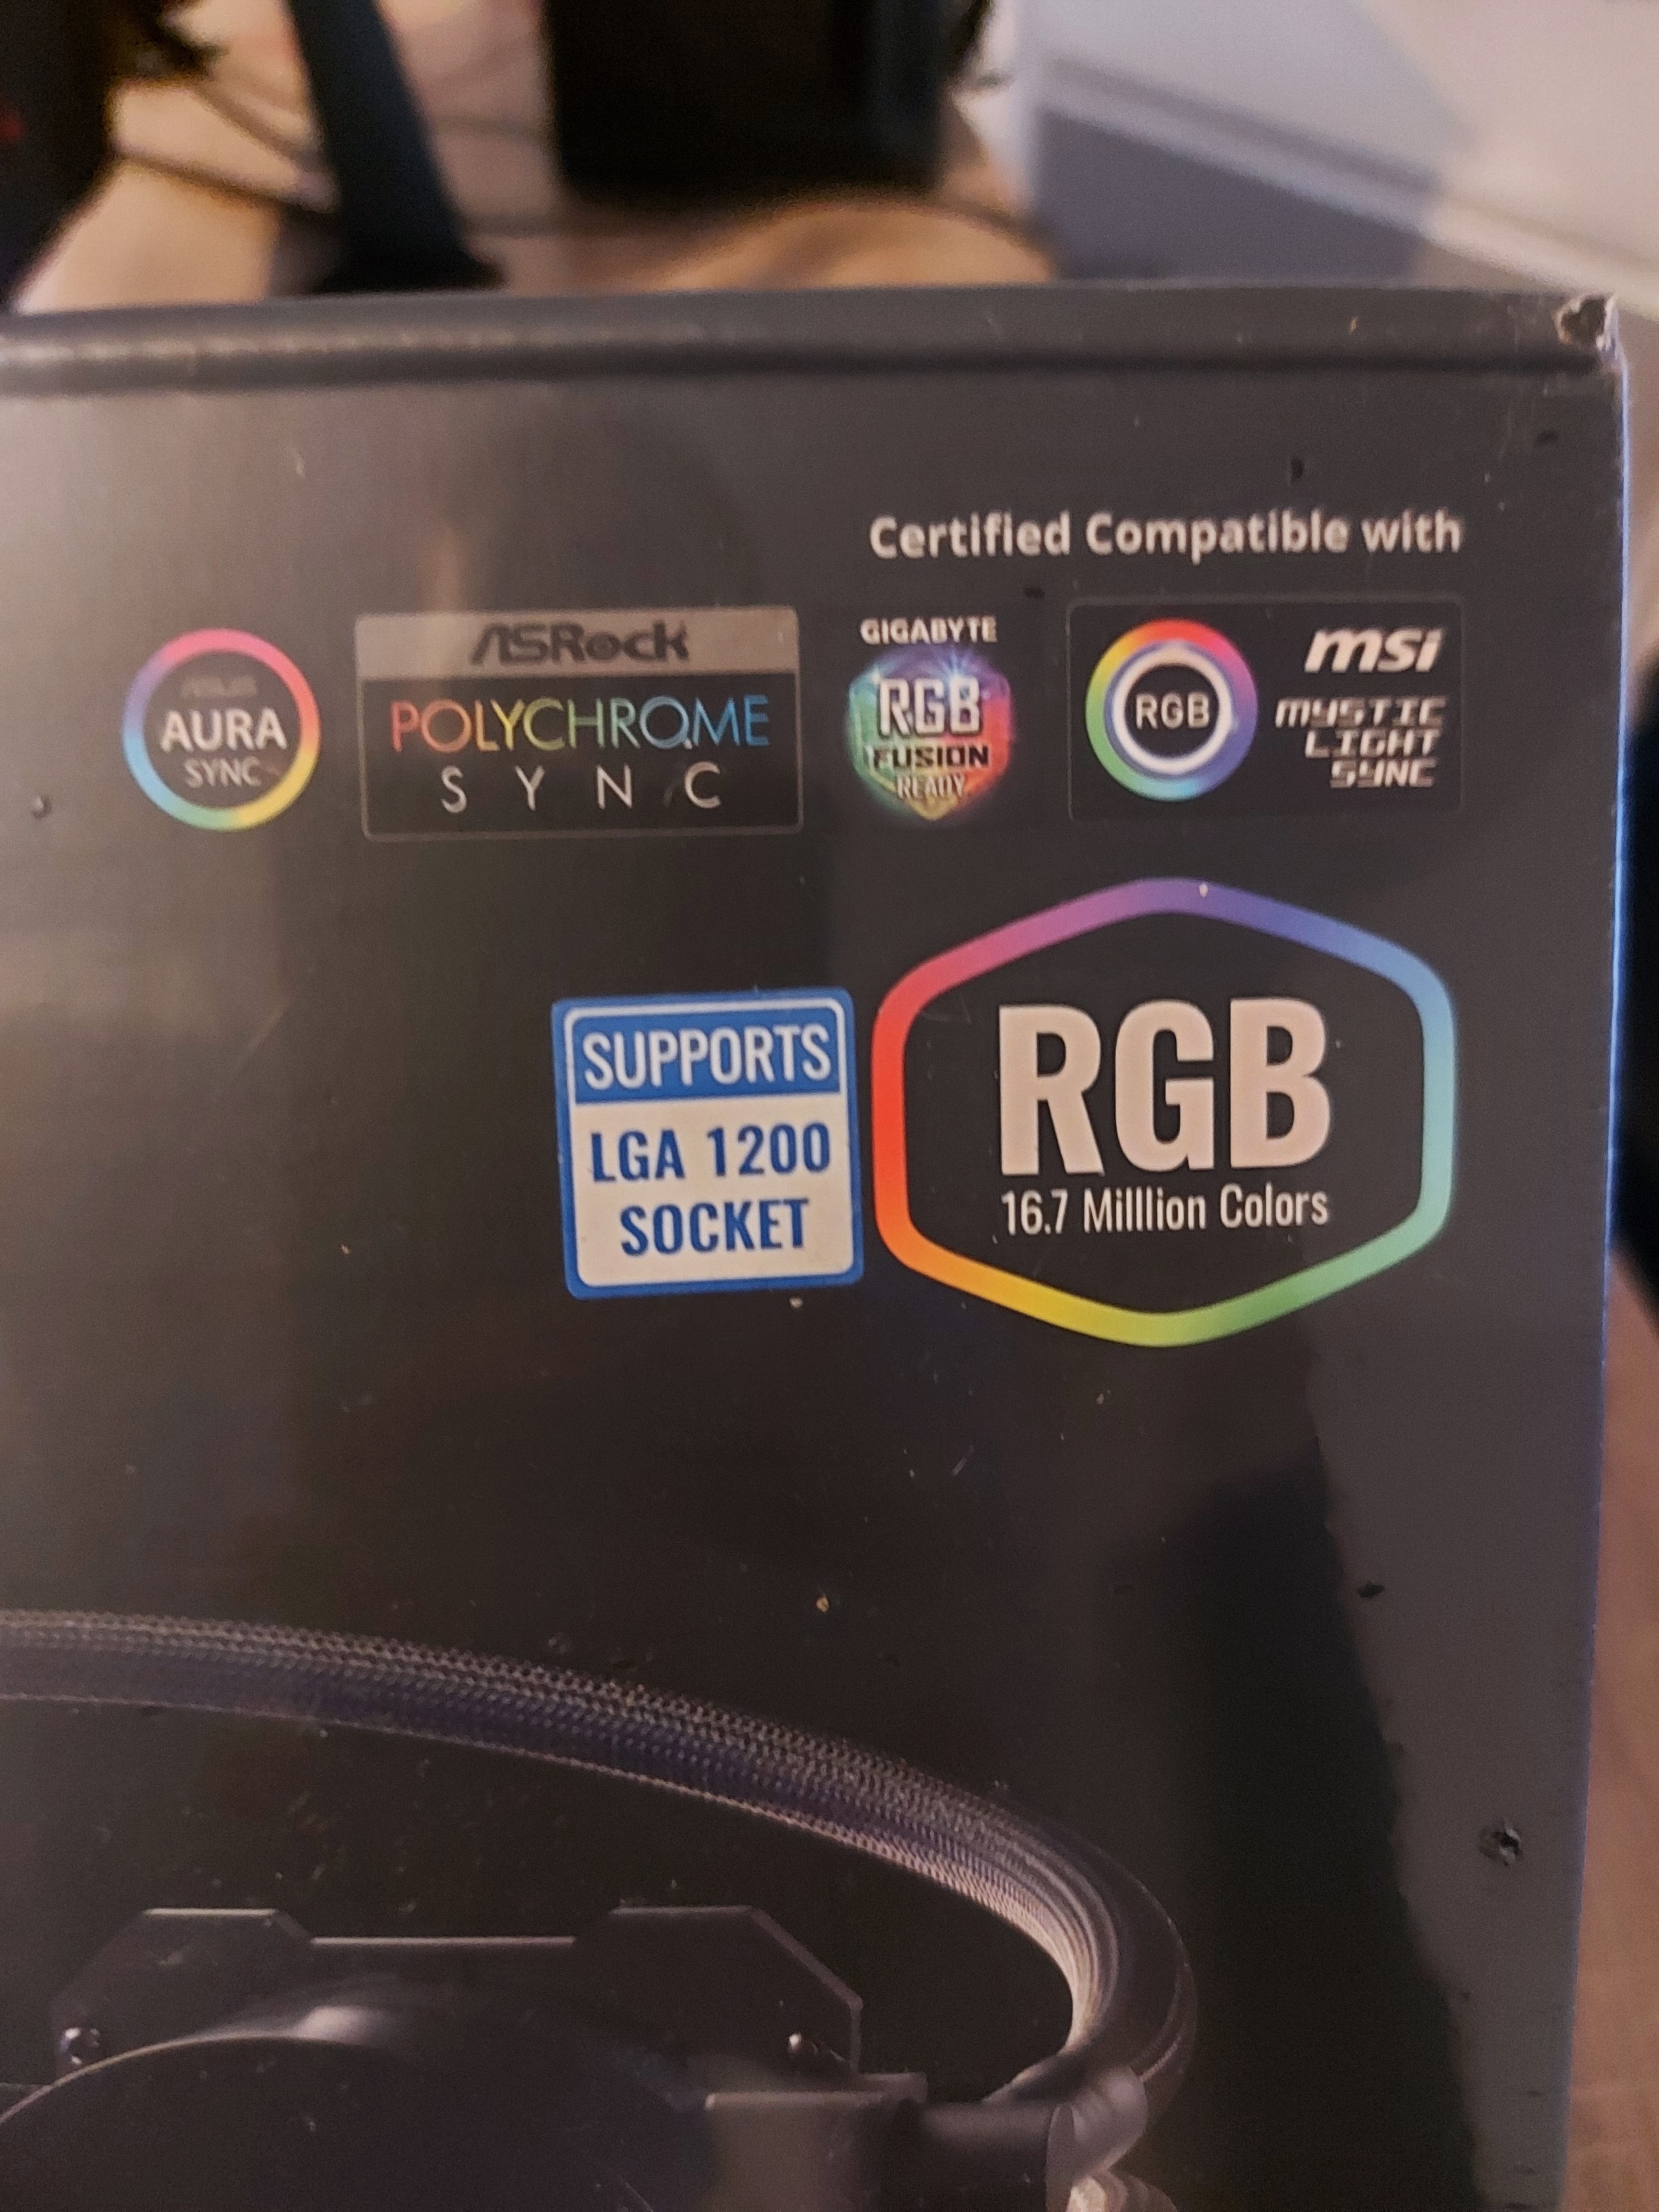 Certified Compatible with
ASUS
AURA
SYNC
ASRock
POLYCHROME
SYNC
GIGABYTE
RGB
FUSION
READY
RGB
msi
MYSTIC
LIGHT
SYNC
SUPPORTS
LGA 1200
SOCKET
RGB
16.7 Milllion Colors